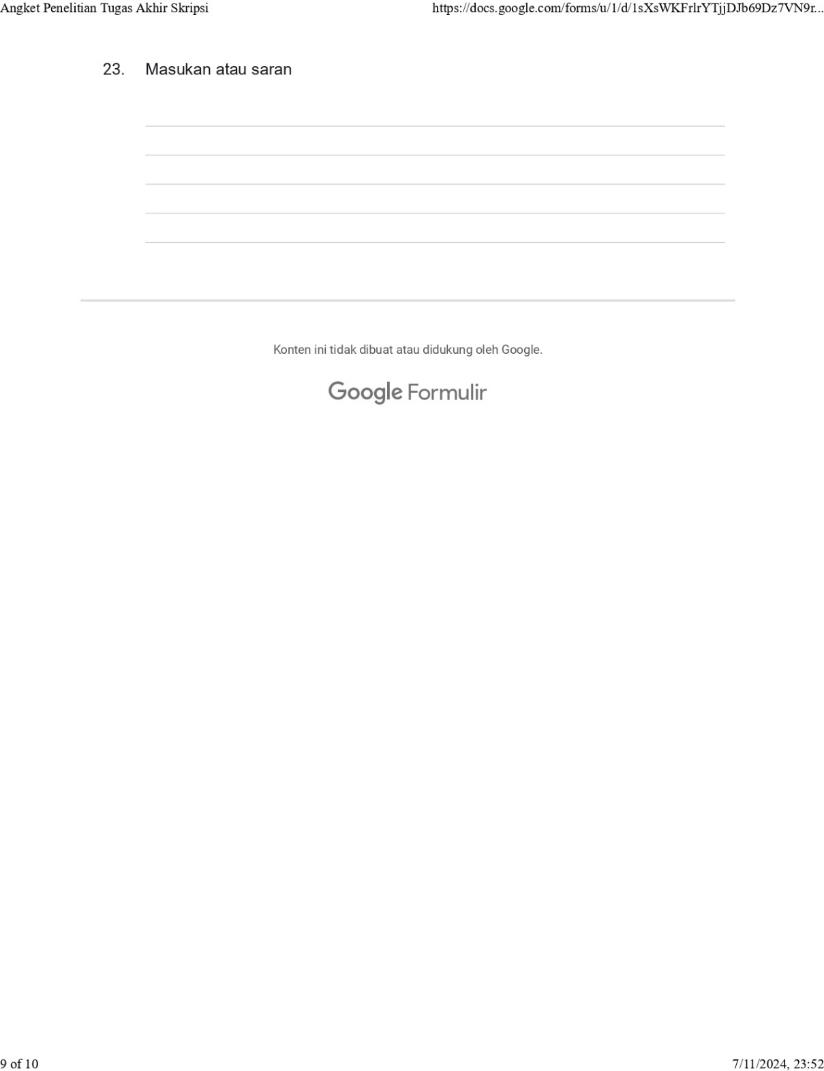 Angket Penelitian Tugas Akhir Skripsi
https://docs.google.com/forms/u/1/d/1sXsWKFrlrYTjjDJb69Dz7VN9r...
23. Masukan atau saran
Konten ini tidak dibuat atau didukung oleh Google.
Google Formulir
9 of 10
7/11/2024, 23:52